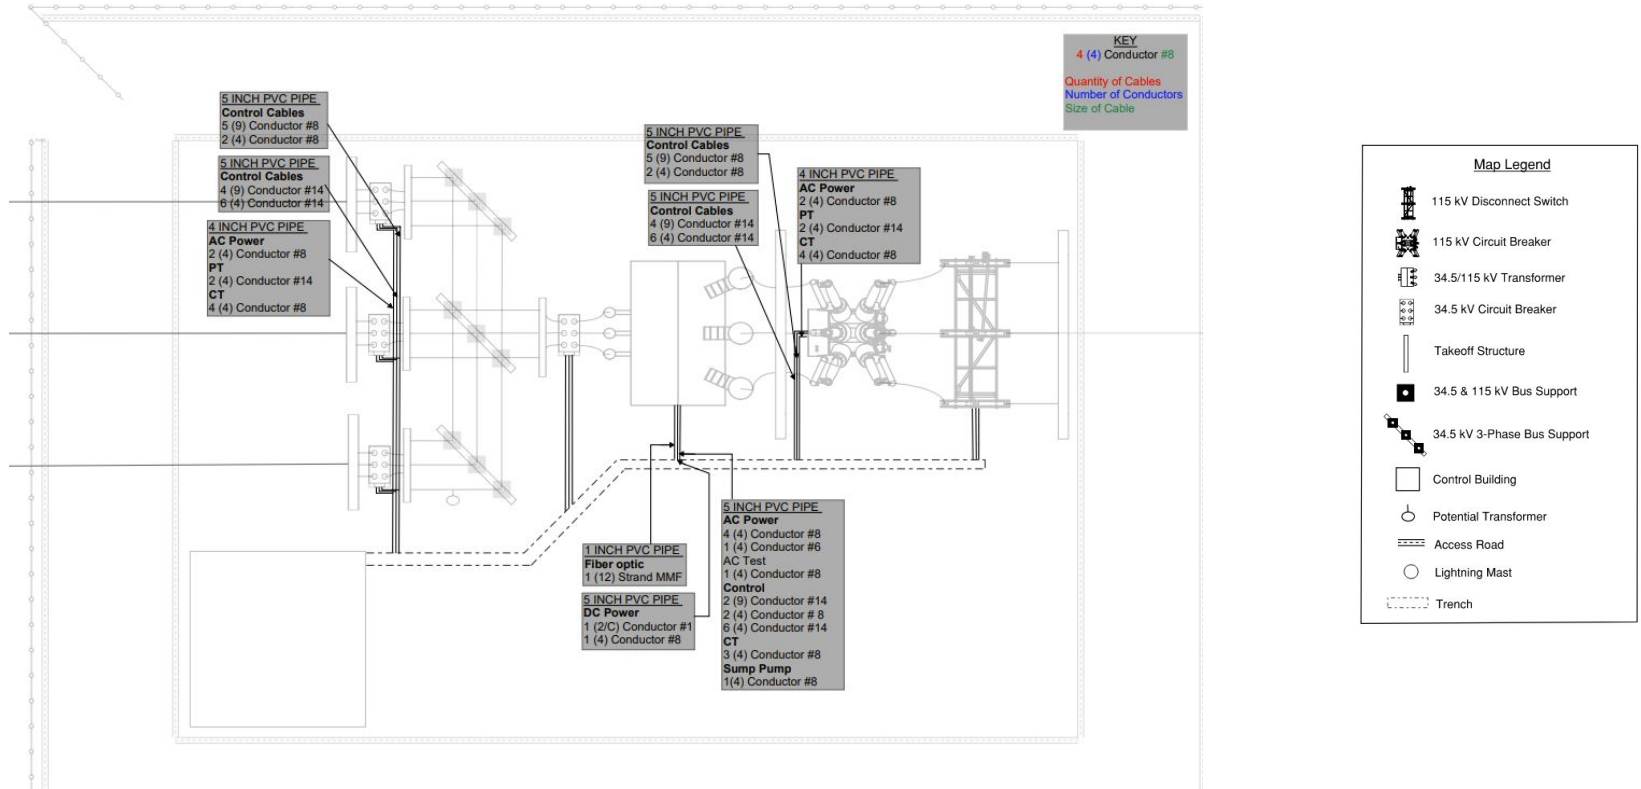 KEY
4 (4) Conductor #8
Quantity of Cables
Number of Conductors
Size of Cable
5 INCH PVC PIPE
Control Cables
5 (9) Conductor #8
2 (4) Conductor #8
5 INCH PVC PIPE
Control Cables
4 (9) Conductor #14
6 (4) Conductor #14
4 INCH PVC PIPE
AC Power
2 (4) Conductor #8
PT
2 (4) Conductor #14
CT
4 (4) Conductor #8
5 INCH PVC PIPE
Control Cables
5 (9) Conductor #8
2 (4) Conductor #8
5 INCH PVC PIPE
Control Cables
4 (9) Conductor #14
6 (4) Conductor #14
4 INCH PVC PIPE
AC Power
2 (4) Conductor #8
PT
2 (4) Conductor #14
CT
4 (4) Conductor #8
1 INCH PVC PIPE
Fiber optic
1 (12) Strand MMF
5 INCH PVC PIPE
DC Power
1 (2/C) Conductor #1
1 (4) Conductor #8
5 INCH PVC PIPE
AC Power
4 (4) Conductor #8
1 (4) Conductor #6
AC Test
1 (4) Conductor #8
Control
2 (9) Conductor #14
2 (4) Conductor # 8
6 (4) Conductor #14
CT
3 (4) Conductor #8
Sump Pump
1(4) Conductor #8
Map Legend
115 kV Disconnect Switch
115 kV Circuit Breaker
34.5/115 kV Transformer
34.5 kV Circuit Breaker
Takeoff Structure
34.5 & 115 kV Bus Support
34.5 kV 3-Phase Bus Support
Control Building
Potential Transformer
Access Road
Lightning Mast
Trench